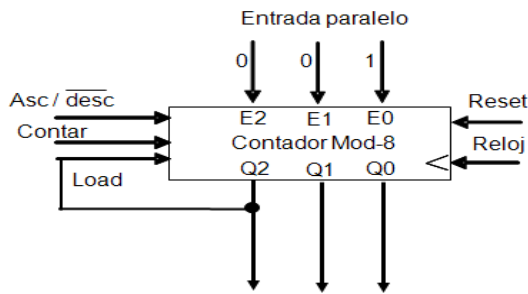 Entrada paralelo
0 0 1
Asc / desc
Contar
Load
E2 E1 E0
Contador Mod-8
Q2 Q1 Q0
Reset
Reloj